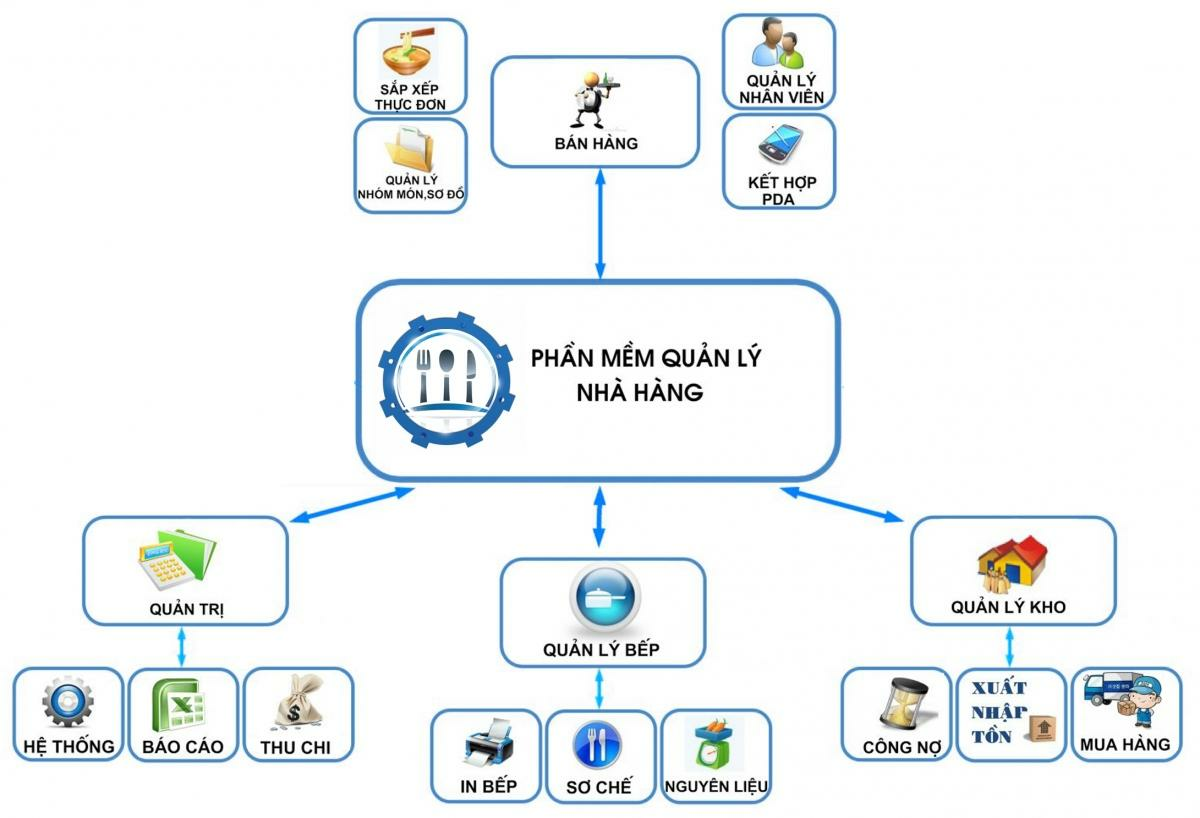 SẮP XẾP
THỰC ĐƠN
QUẢN LÝ
NHÓM MÓN,SƠ ĐỒ
BÁN HÀNG
QUẢN LÝ
NHÂN VIÊN
KẾT HỢP
PDA
PHẦN MỀM QUẢN LÝ
NHÀ HÀNG
QUẢN TRỊ
HỆ THỐNG
BÁO CÁO
THU CHI
QUẢN LÝ BẾP
IN BẾP
SƠ CHẾ
NGUYÊN LIỆU
QUẢN LÝ KHO
CÔNG NỢ
XUẤT
NHẬP
TỒN
MUA HÀNG